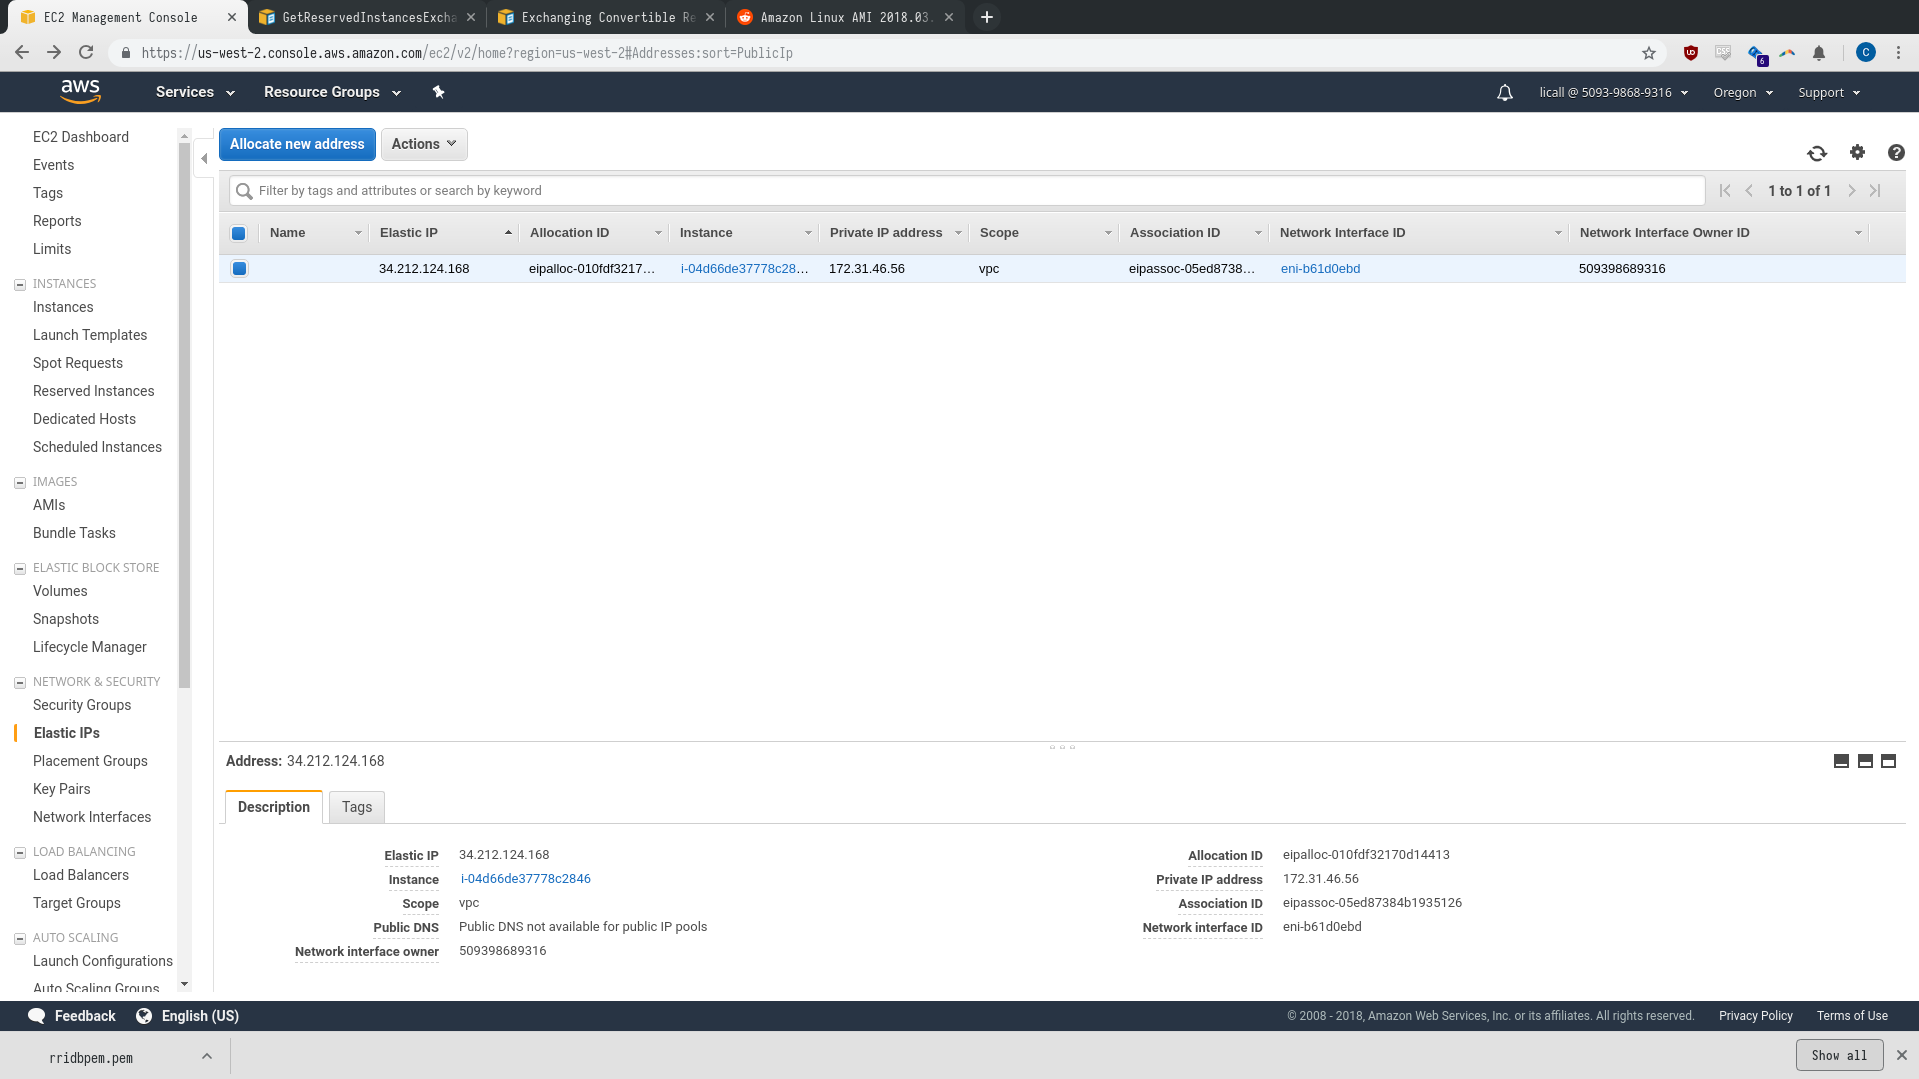 EC2 Management Console
GetReservedInstancesExcha
Exchanging Convertible Re
Amazon Linux AMI 2018.03.
https://us-west-2.console.aws.amazon.com/ec2/v2/home?region=us-west-2#Addresses:sort=PublicIp
6
C
aws
Services
Resource Groups
licall @ 5093-9868-9316
Oregon
Support
EC2 Dashboard
Events
Tags
Reports
Limits
INSTANCES
Instances
Launch Templates
Spot Requests
Reserved Instances
Dedicated Hosts
Scheduled Instances
IMAGES
AMIs
Bundle Tasks
ELASTIC BLOCK STORE
Volumes
Snapshots
Lifecycle Manager
NETWORK & SECURITY
Security Groups
Elastic IPs
Placement Groups
Key Pairs
Network Interfaces
LOAD BALANCING
Load Balancers
Target Groups
AUTO SCALING
Launch Configurations
Auto Scaling Groups
Allocate new address
Actions
Filter by tags and attributes or search by keyword
1 to 1 of 1
Name Elastic IP Allocation ID Instance Private IP address Scope Association ID Network Interface ID Network Interface Owner ID
34.212.124.168 eipalloc-010fdf3217... i-04d66de37778c28... 172.31.46.56 vpc eipassoc-05ed8738... eni-b61d0ebd 509398689316
Address: 34.212.124.168
Description
Tags
Elastic IP 34.212.124.168
Instance i-04d66de37778c2846
Scope vpc
Public DNS Public DNS not available for public IP pools
Network interface owner 509398689316
Allocation ID eipalloc-010fdf32170d14413
Private IP address 172.31.46.56
Association ID eipassoc-05ed87384b1935126
Network interface ID eni-b61d0ebd
Feedback
English (US)
© 2008 - 2018, Amazon Web Services, Inc. or its affiliates. All rights reserved.
Privacy Policy
Terms of Use
rridbpem.pem
Show all